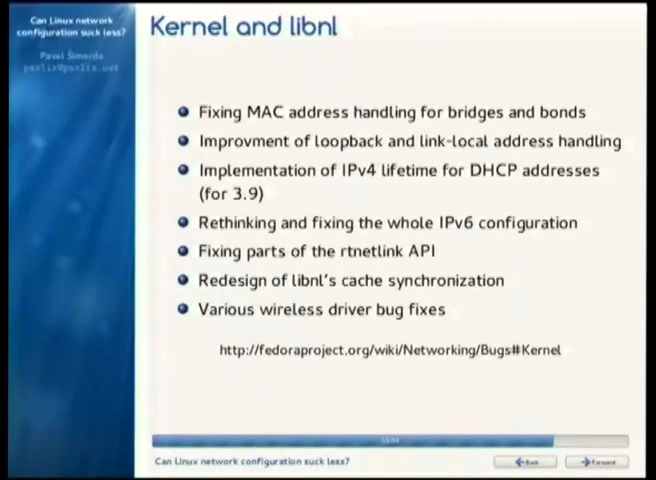 Can Linux network
configuration suck less?
Pavel Šimerda
pavlix@pavlix.net
Kernel and libnl
Fixing MAC address handling for bridges and bonds
Improvment of loopback and link-local address handling
Implementation of IPv4 lifetime for DHCP addresses
(for 3.9)
Rethinking and fixing the whole IPv6 configuration
Fixing parts of the rtnetlink API
Redesign of libnl's cache synchronization
Various wireless driver bug fixes
http://fedoraproject.org/wiki/Networking/Bugs#Kernel
Can Linux network configuration suck less?
Back
Forward